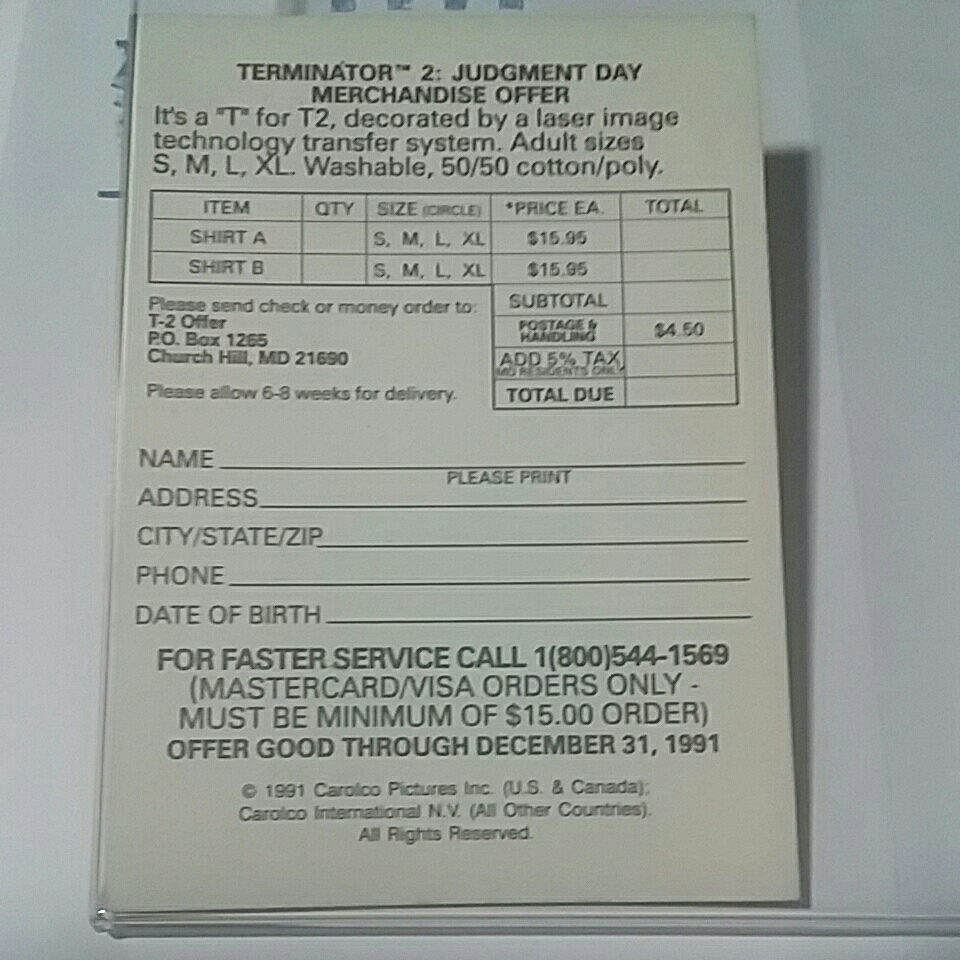 TERMINATOR™ 2: JUDGMENT DAY
MERCHANDISE OFFER
It's a "T" for T2, decorated by a laser image
technology transfer system. Adult sizes
S, M, L, XL. Washable, 50/50 cotton/poly.
ITEM QTY SIZE (CIRCLE) *PRICE EA. TOTAL
SHIRT A S, M, L, XL $15.95
SHIRT B S, M, L, XL $15.95
SUBTOTAL
POSTAGE & HANDLING $4.50
ADD 5% TAX
MD RESIDENTS ONLY
TOTAL DUE
Please send check or money order to:
T-2 Offer
P.O. Box 1265
Church Hill, MD 21690
Please allow 6-8 weeks for delivery.
NAME
PLEASE PRINT
ADDRESS
CITY/STATE/ZIP
PHONE
DATE OF BIRTH
FOR FASTER SERVICE CALL 1(800)544-1569
(MASTERCARD/VISA ORDERS ONLY -
MUST BE MINIMUM OF $15.00 ORDER)
OFFER GOOD THROUGH DECEMBER 31, 1991
© 1991 Carolco Pictures Inc. (U.S. & Canada);
Carolco International N.V. (All Other Countries).
All Rights Reserved.